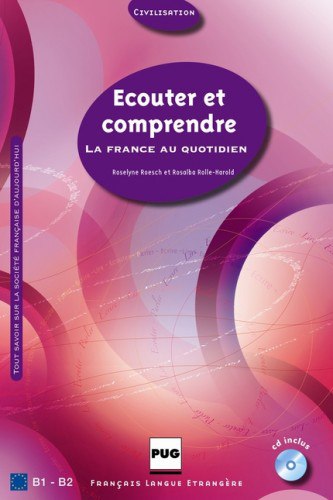 CIVILISATION
Ecouter et
comprendre
LA FRANCE AU QUOTIDIEN
Roselyne Roesch et Rosalba Rolle-Harold
TOUT SAVOIR SUR LA SOCIÉTÉ FRANÇAISE D'AUJOURD'HUI
cd inclus
PUG
B1 - B2
FRANÇAIS LANGUE ETRANGÈRE